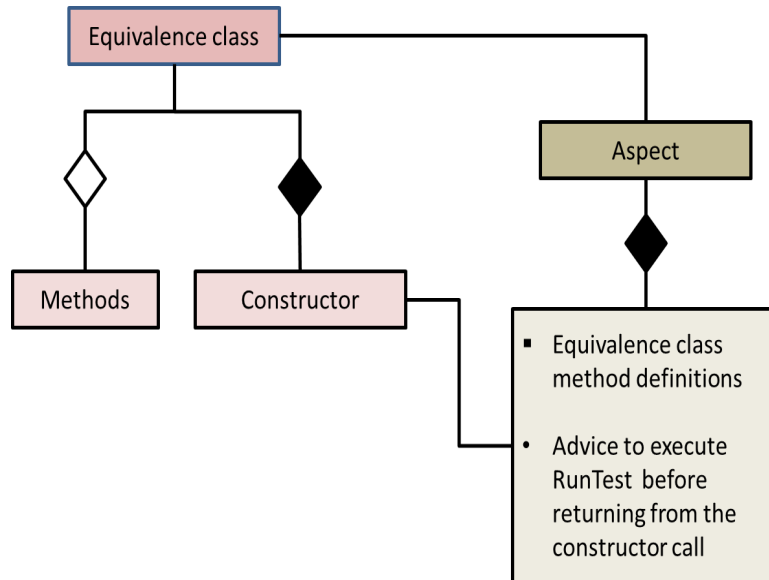 Equivalence class
Aspect
Methods
Constructor
▪ Equivalence class
method definitions
• Advice to execute
RunTest before
returning from the
constructor call